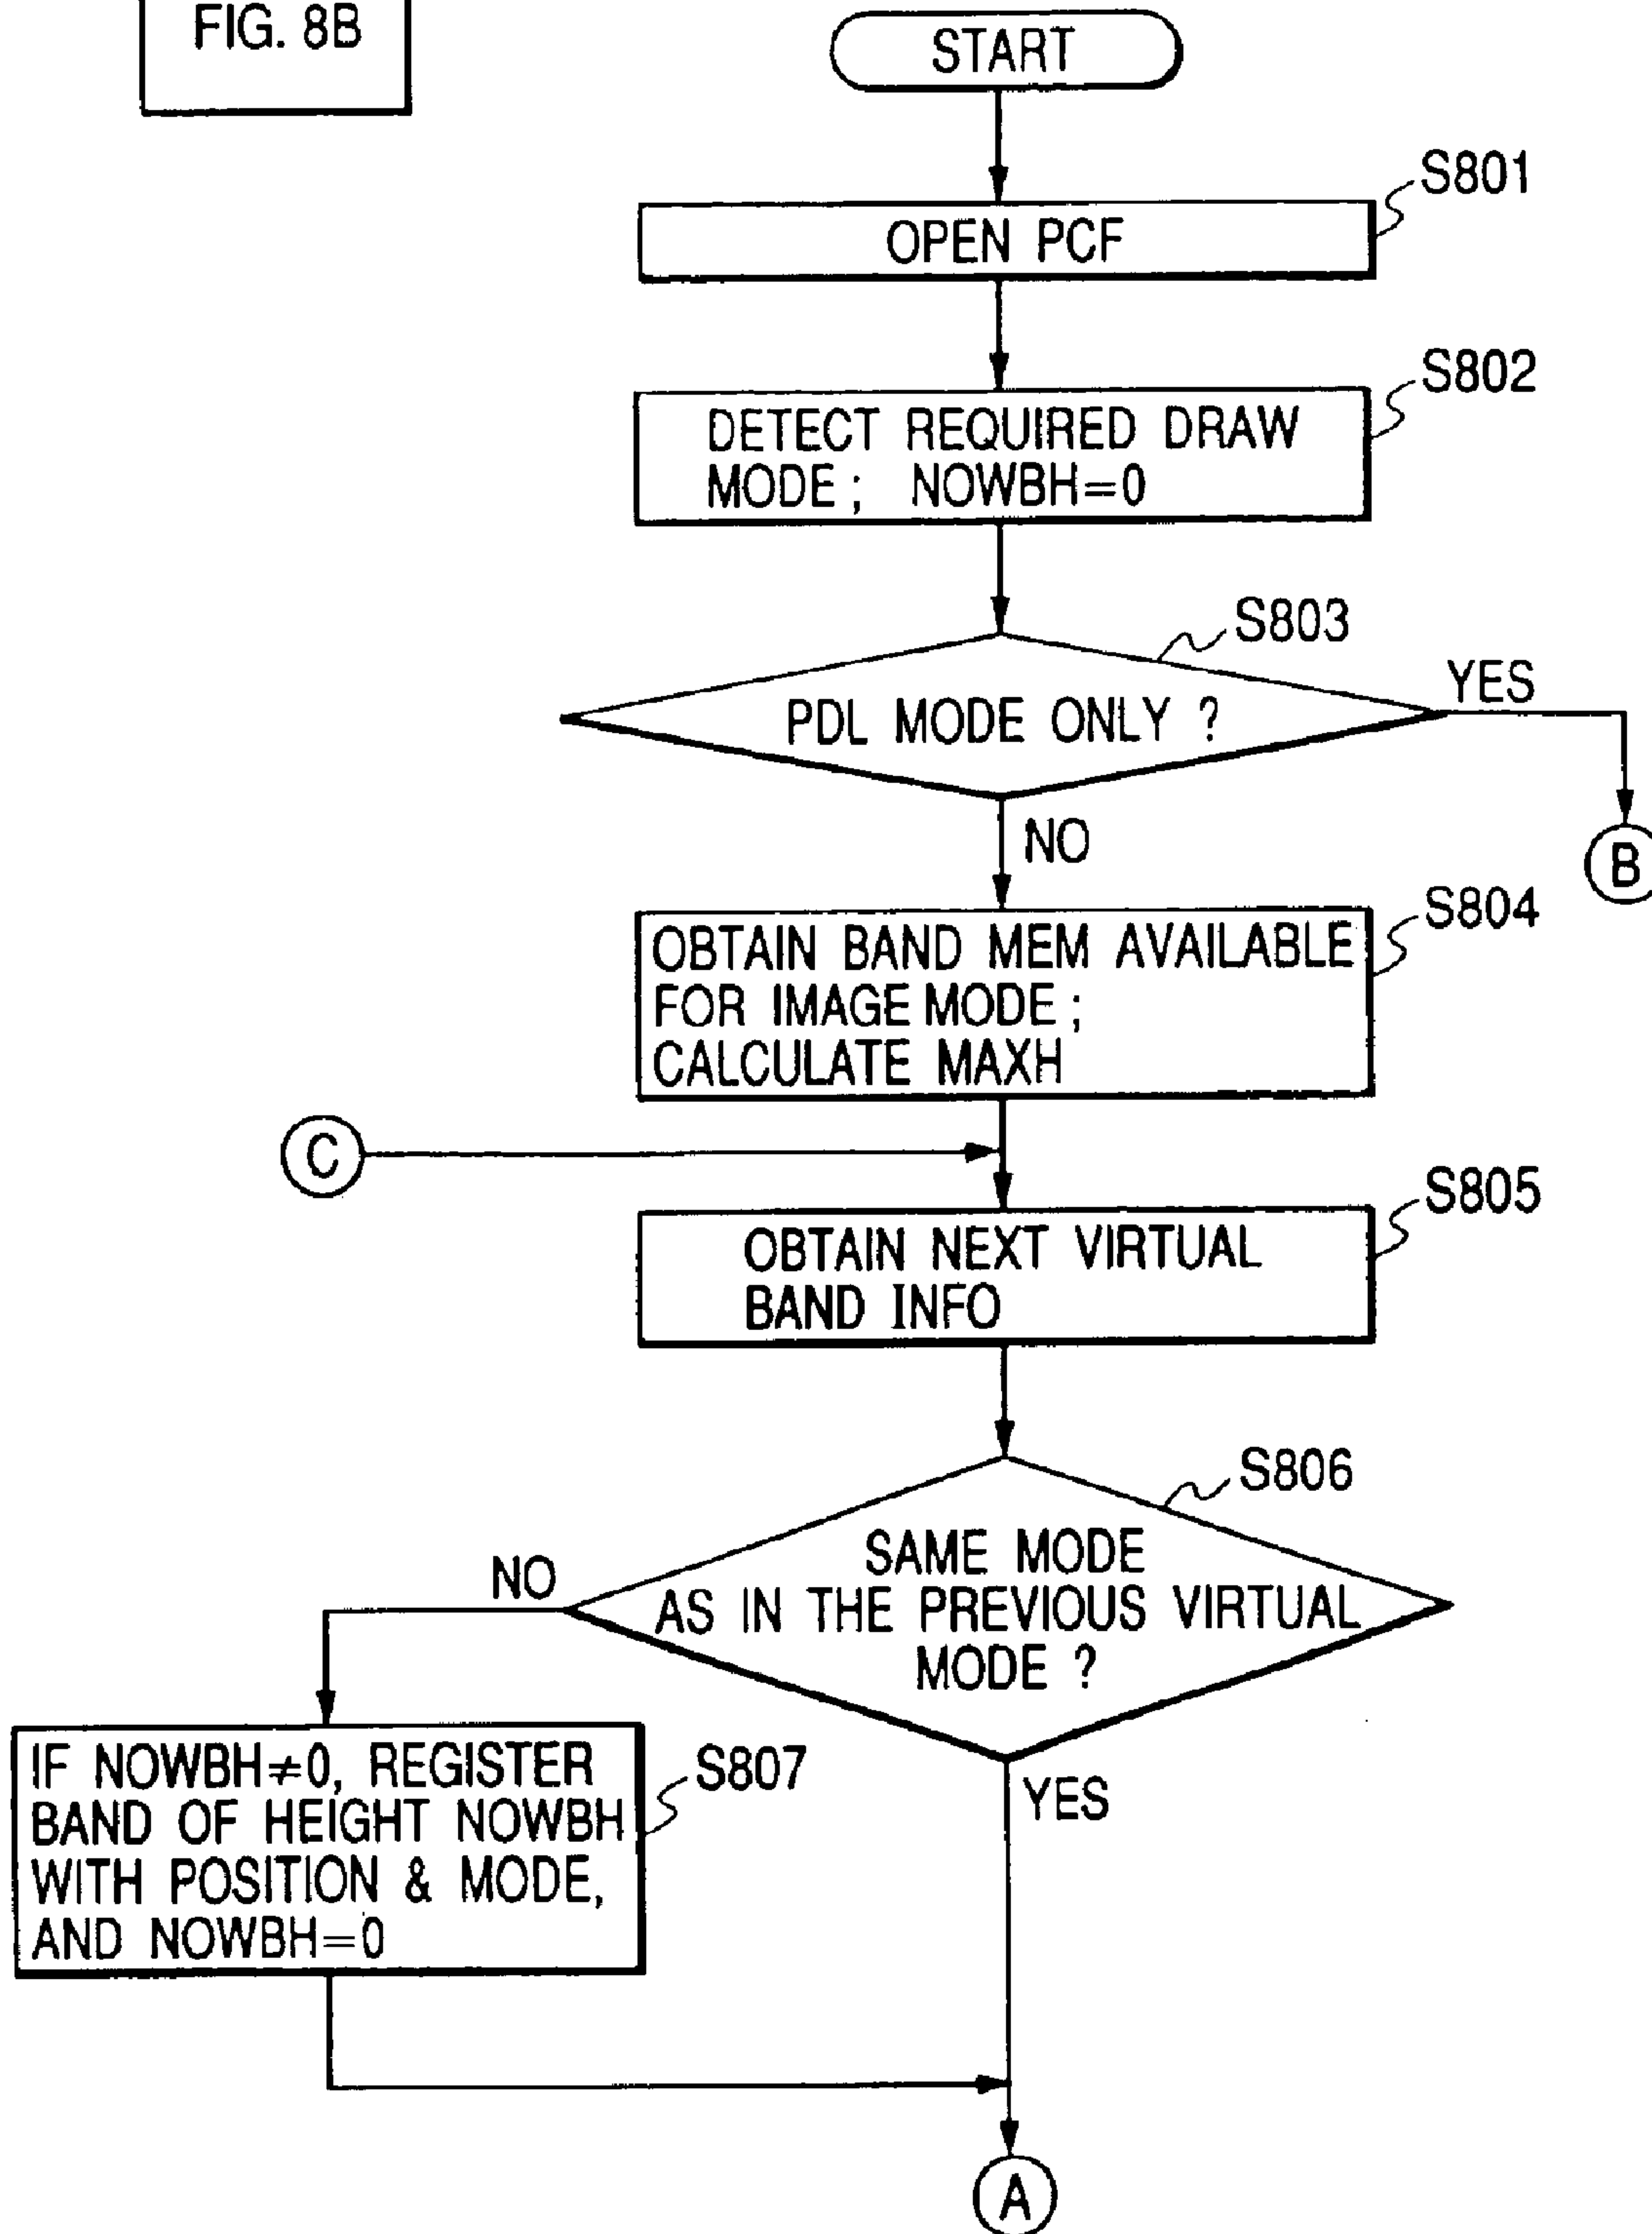 FIG. 8B
START
S801
OPEN PCF
S802
DETECT REQUIRED DRAW
MODE; NOWBH=0
S803
PDL MODE ONLY ?
YES
B
NO
S804
OBTAIN BAND MEM AVAILABLE
FOR IMAGE MODE;
CALCULATE MAXH
C
S805
OBTAIN NEXT VIRTUAL
BAND INFO
S806
SAME MODE
AS IN THE PREVIOUS VIRTUAL
MODE ?
NO
YES
S807
IF NOWBH≠0, REGISTER
BAND OF HEIGHT NOWBH
WITH POSITION & MODE,
AND NOWBH=0
A